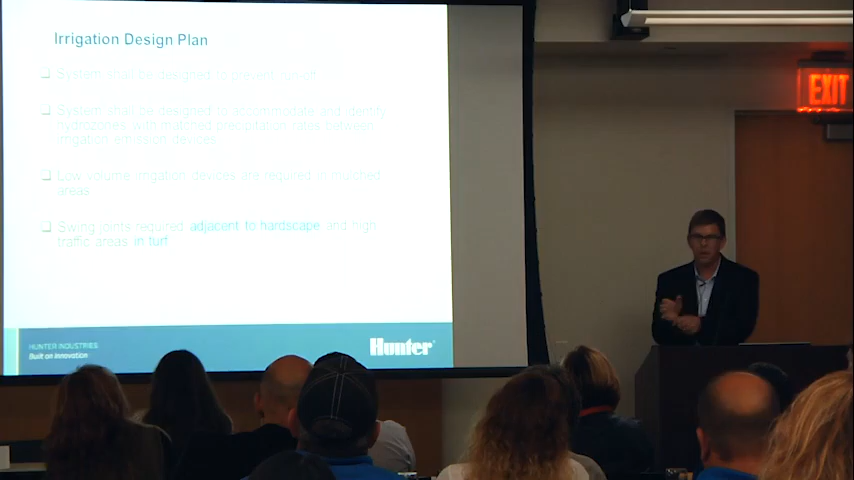 Irrigation Design Plan
System shall be designed to prevent run-off
System shall be designed to accommodate and identify
hydrozones with matched precipitation rates between
irrigation emission devices
Low volume irrigation devices are required in mulched
areas
Swing joints required adjacent to hardscape and high
traffic areas in turf
HUNTER INDUSTRIES
Built on Innovation
Hunter®
EXIT